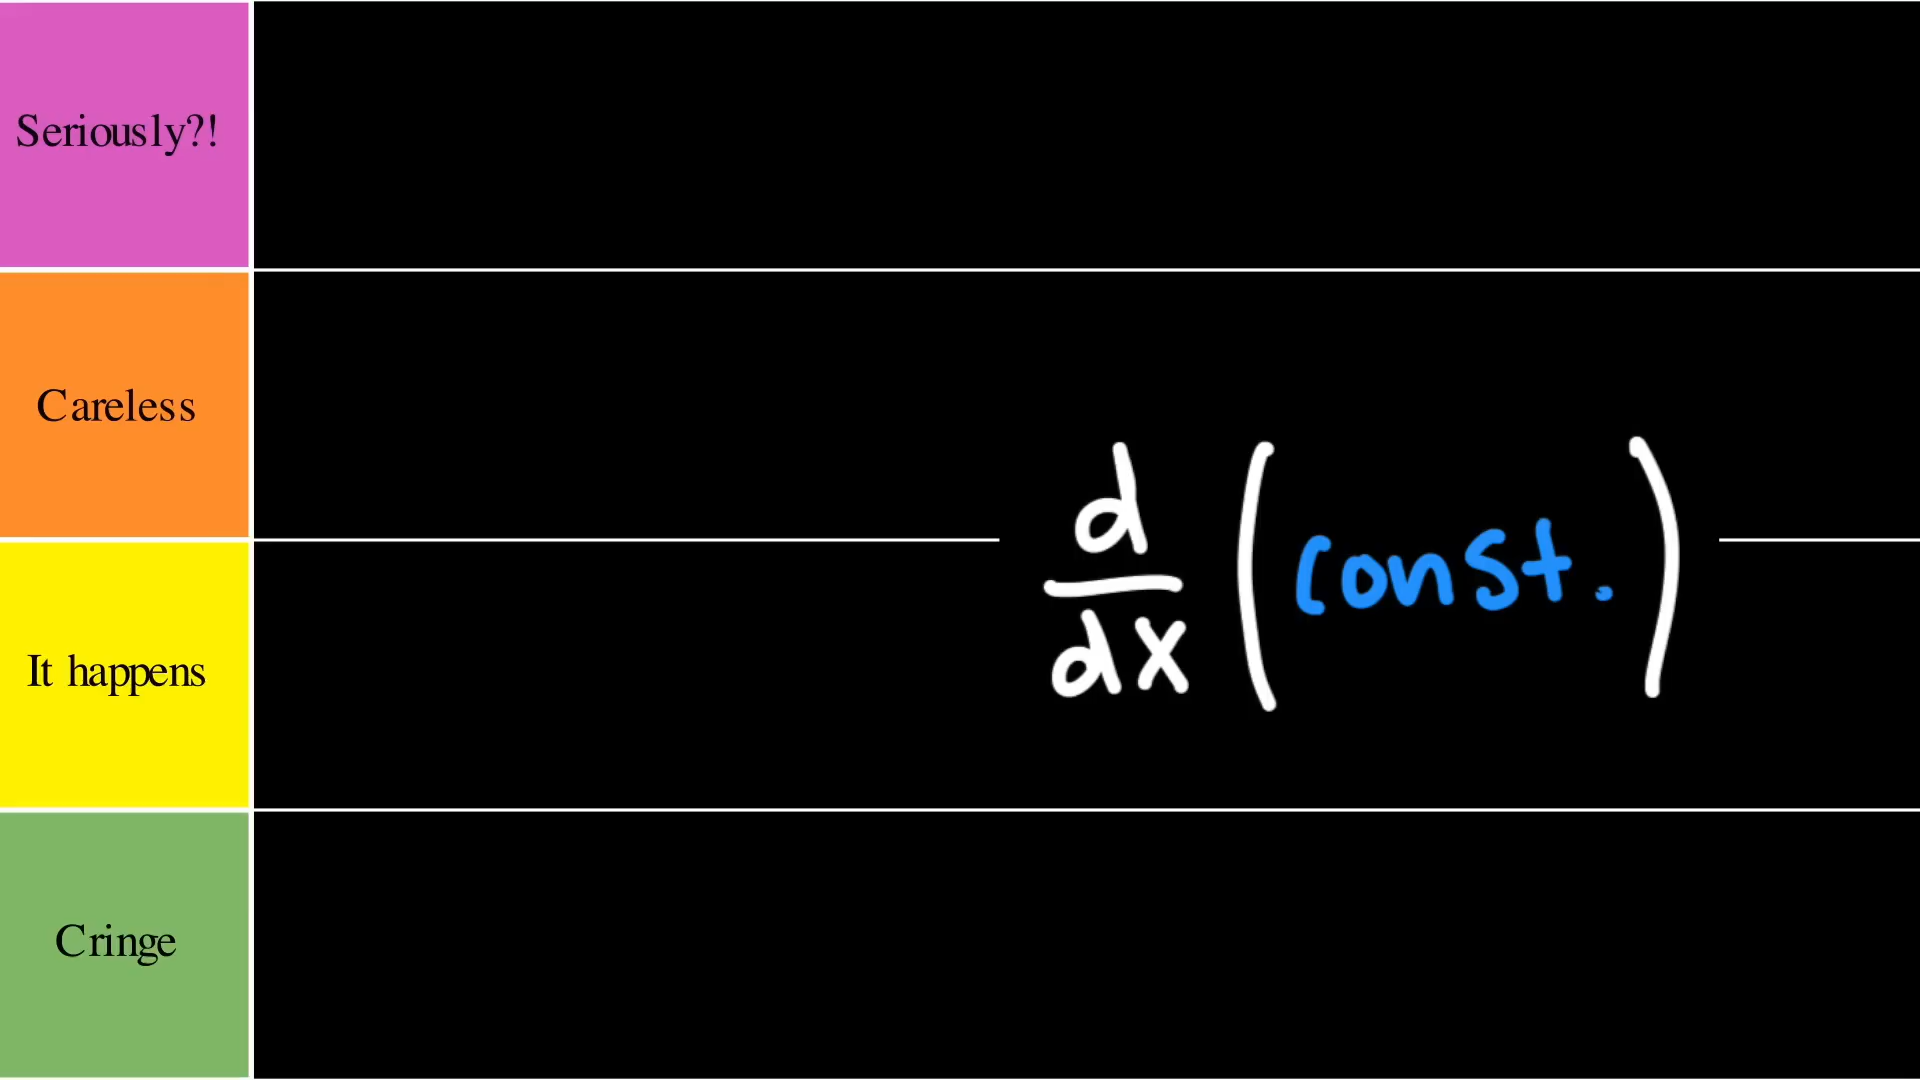 Seriously?!
Careless
d
dx (const.)
It happens
Cringe